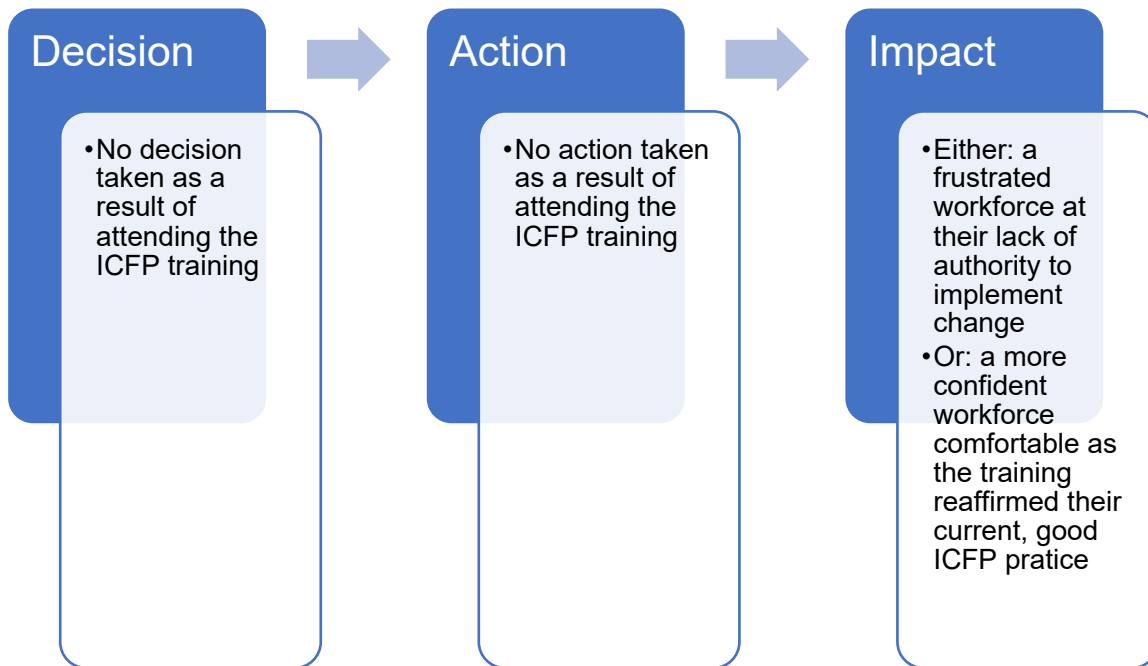 Decision
•No decision
taken as a
result of
attending the
ICFP training
Action
•No action taken
as a result of
attending the
ICFP training
Impact
•Either: a
frustrated
workforce at
their lack of
authority to
implement
change
•Or: a more
confident
workforce
comfortable as
the training
reaffirmed their
current, good
ICFP pratice